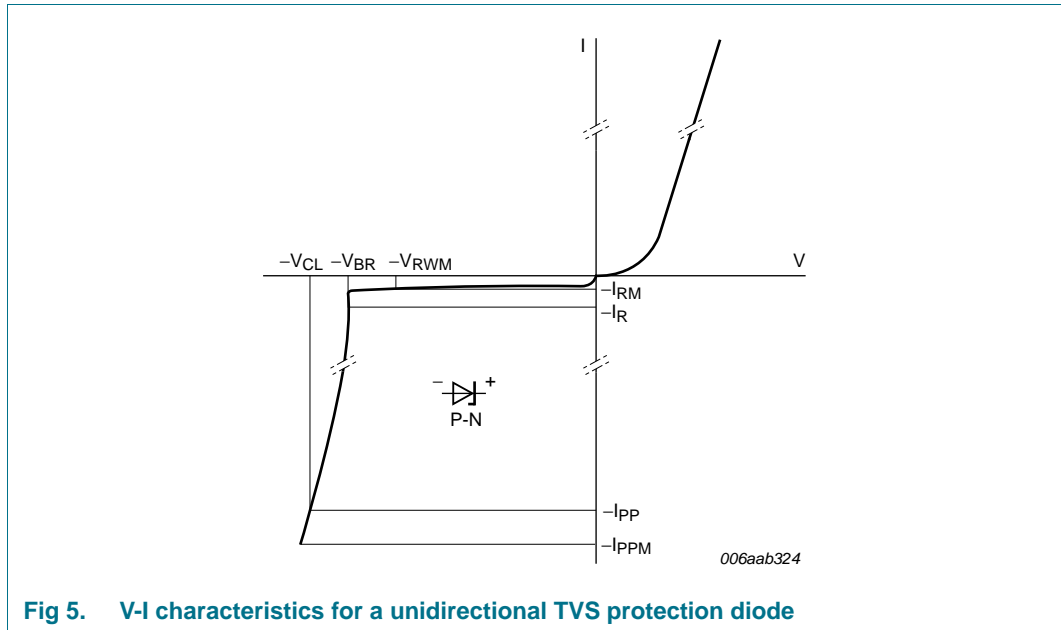 I
–VCL –VBR –VRWM V
–IRM
–IR
– +
P-N
–IPP
–IPPM
006aab324
Fig 5. V-I characteristics for a unidirectional TVS protection diode